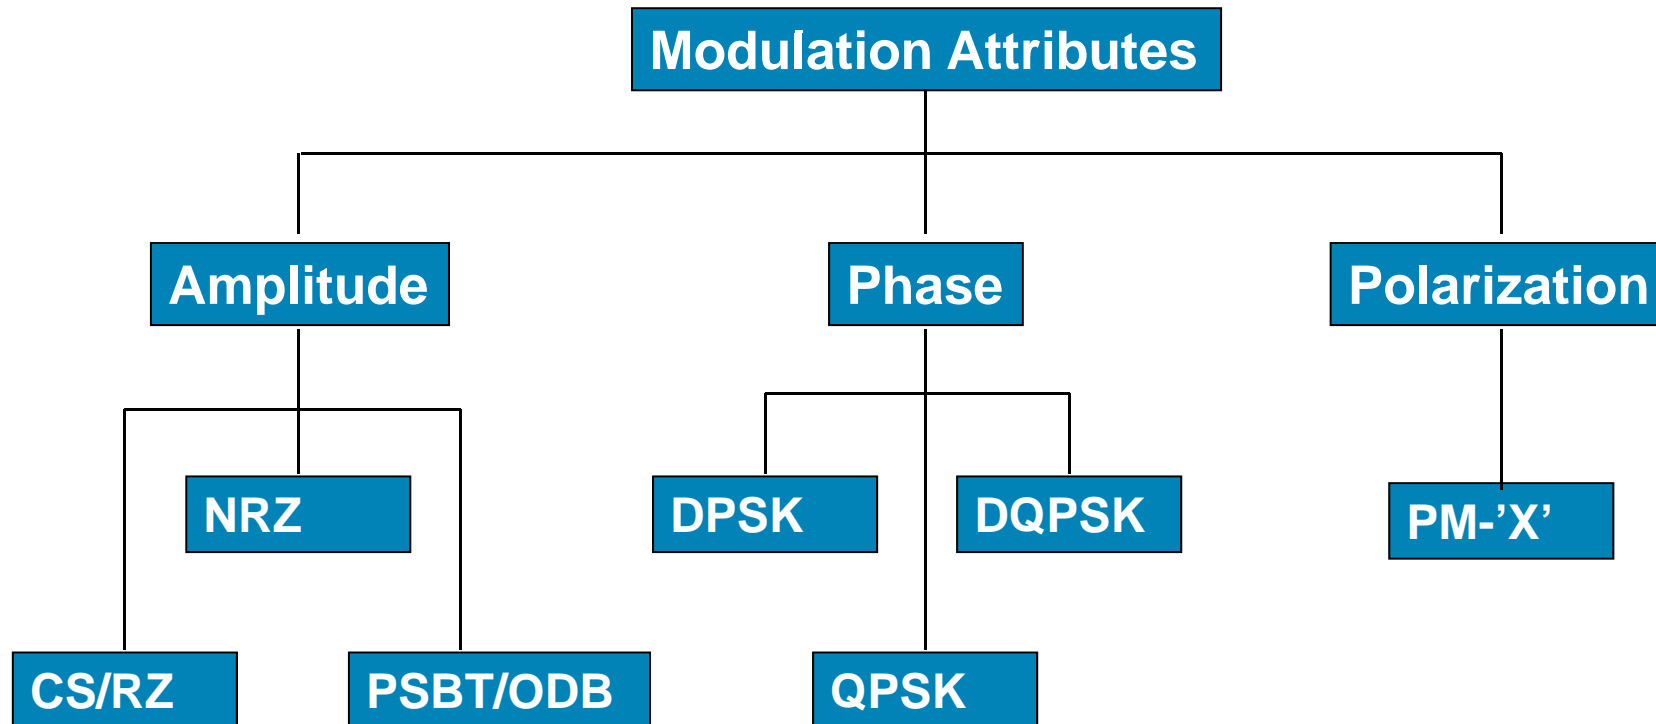 Modulation Attributes
Amplitude
Phase
Polarization
NRZ
DPSK
DQPSK
PM-’X’
CS/RZ
PSBT/ODB
QPSK